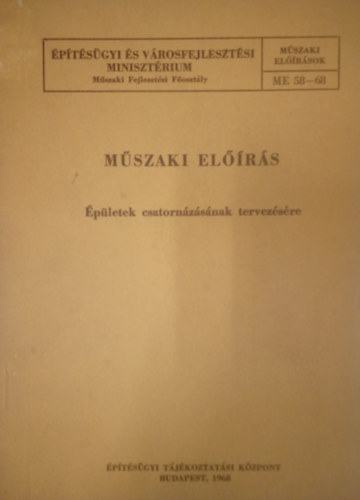 ÉPÍTÉSÜGYI ÉS VÁROSFEJLESZTÉSI
MINISZTÉRIUM
Műszaki Fejlesztési Főosztály
MŰSZAKI
ELŐÍRÁSOK
ME 58—68
MŰSZAKI ELŐÍRÁS
Épületek csatornázásának tervezésére
ÉPÍTÉSÜGYI TÁJÉKOZTATÁSI KÖZPONT
BUDAPEST, 1968